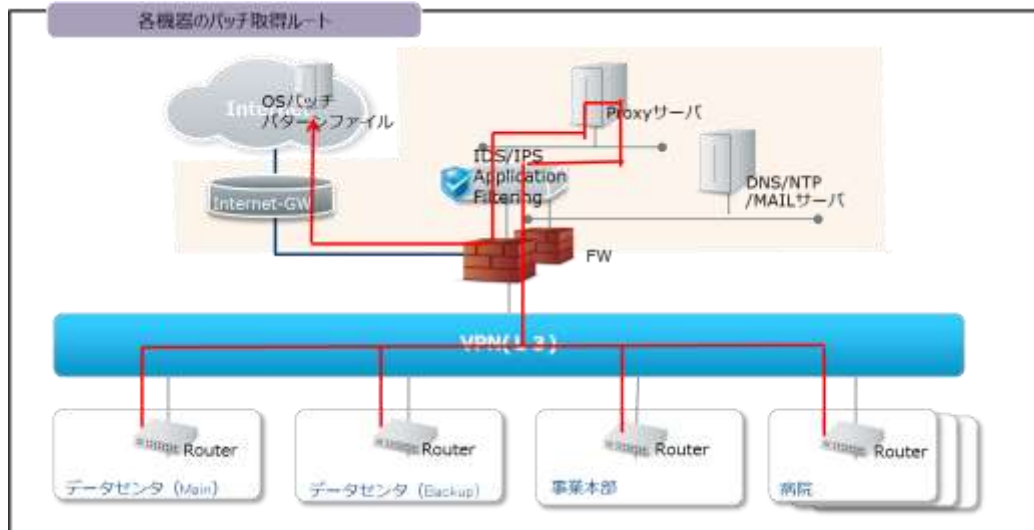 各機器のパッチ取得ルート
Internet
OSパッチ
パターンファイル
Proxyサーバ
IDS/IPS
Application
Filtering
DNS/NTP
/MAILサーバ
Internet-GW
FW
VPN(L3)
Router
Router
Router
Router
データセンタ (Main)
データセンタ (Backup)
事業本部
病院